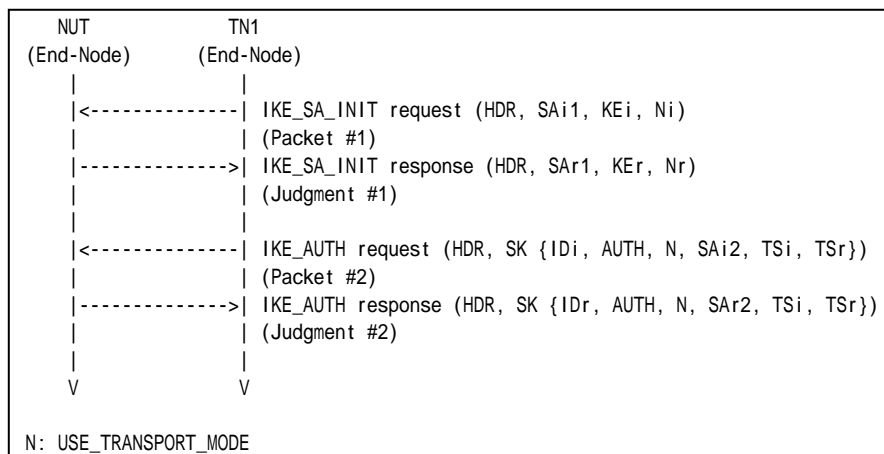 NUT TN1
(End-Node) (End-Node)
| |
|<--------------| IKE_SA_INIT request (HDR, SAi1, KEi, Ni)
| | (Packet #1)
|-------------->| IKE_SA_INIT response (HDR, SAr1, KEr, Nr)
| | (Judgment #1)
| |
|<--------------| IKE_AUTH request (HDR, SK {IDi, AUTH, N, SAi2, TSi, TSr})
| | (Packet #2)
|-------------->| IKE_AUTH response (HDR, SK {IDr, AUTH, N, SAr2, TSi, TSr})
| | (Judgment #2)
| |
V V
N: USE_TRANSPORT_MODE